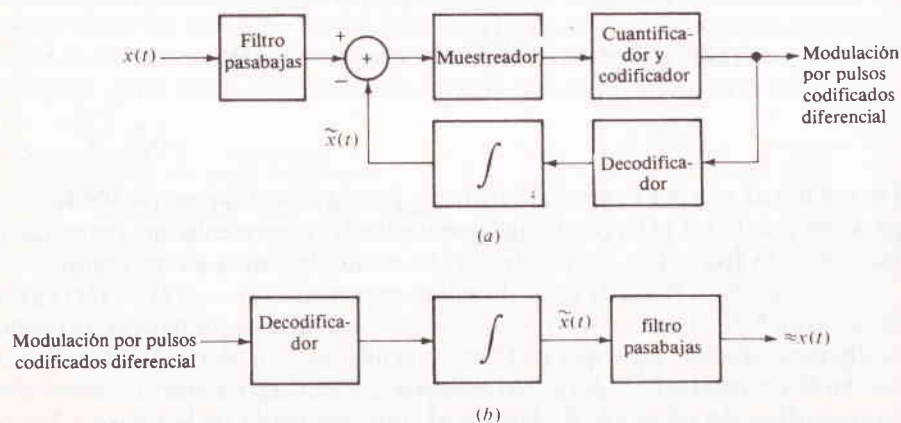 x(t)
Filtro
pasabajas
+
+
−
Muestreador
Cuantifica-
dor y
codificador
Modulación
por pulsos
codificados
diferencial
x̃(t)
∫
Decodifica-
dor
(a)
Modulación por pulsos
codificados diferencial
Decodifica-
dor
∫
x̃(t)
filtro
pasabajas
≈x(t)
(b)